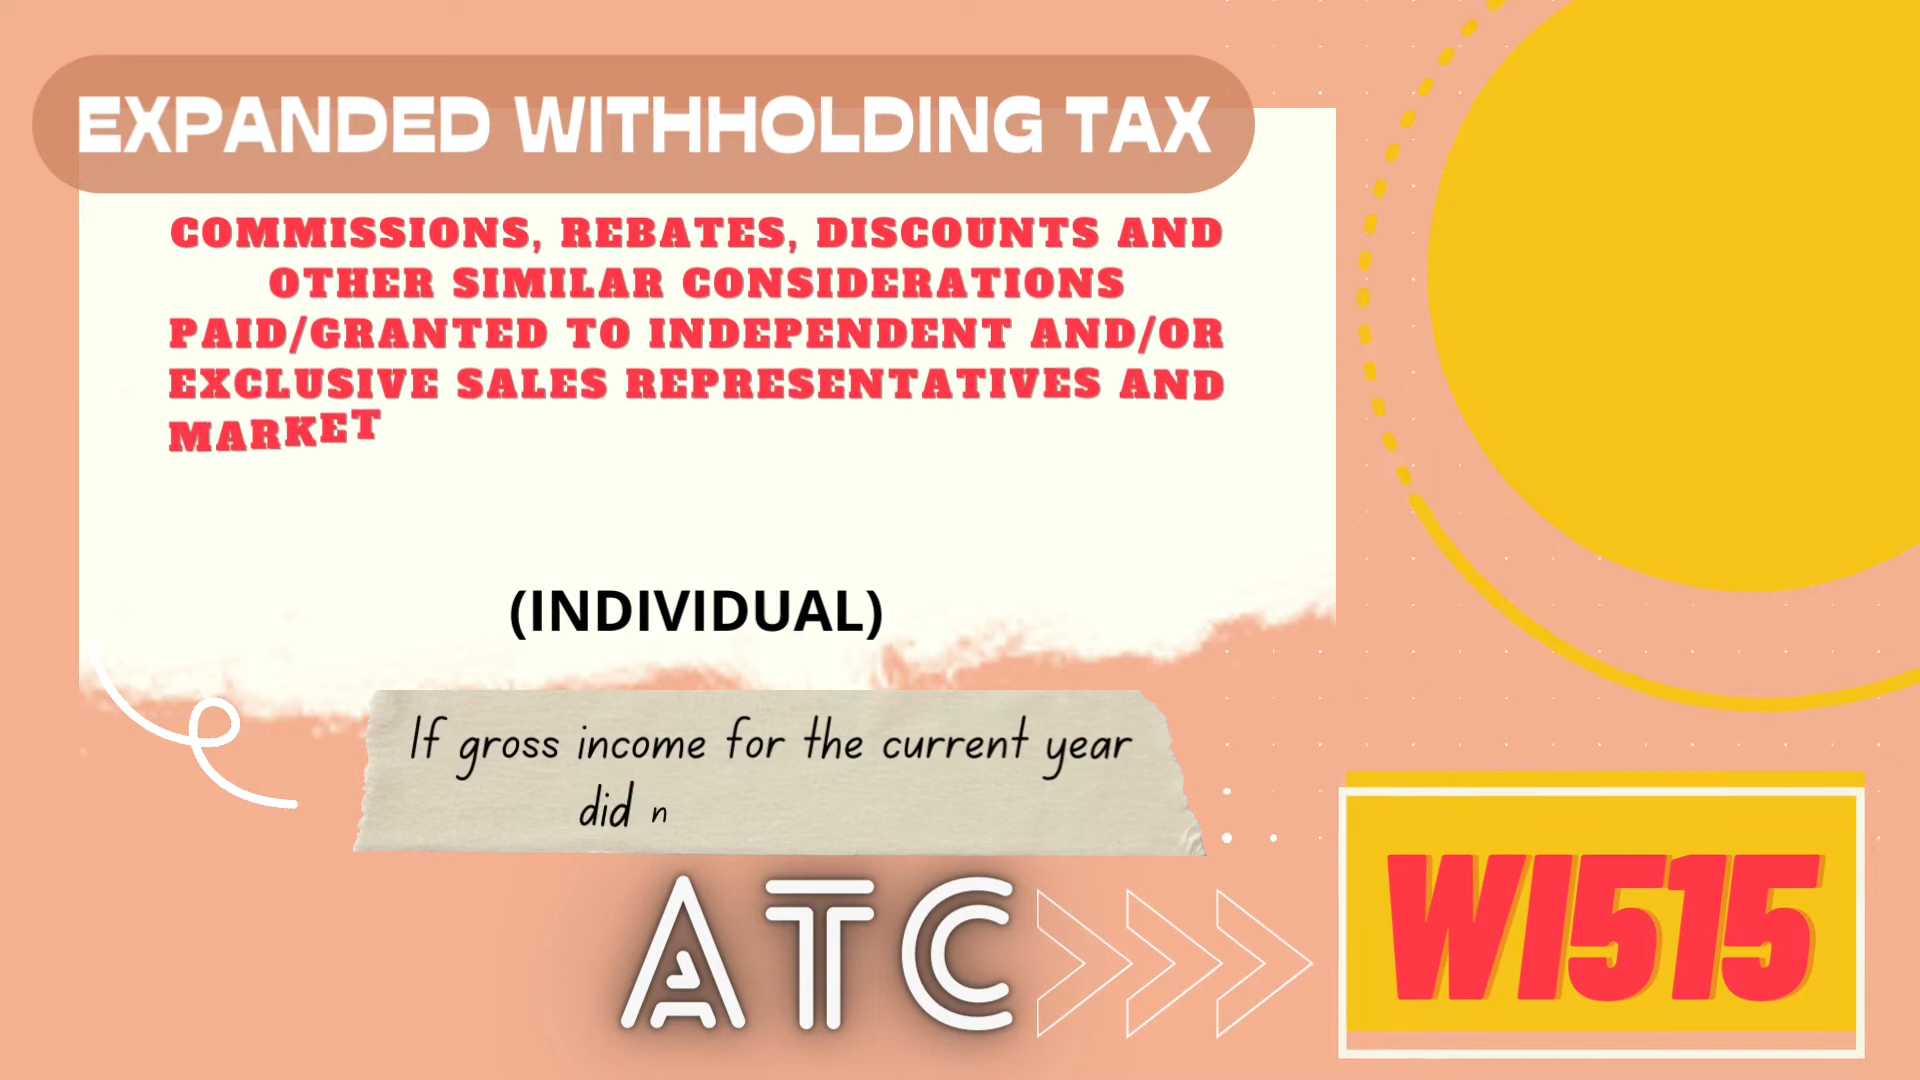 EXPANDED WITHHOLDING TAX
COMMISSIONS, REBATES, DISCOUNTS AND
OTHER SIMILAR CONSIDERATIONS
PAID/GRANTED TO INDEPENDENT AND/OR
EXCLUSIVE SALES REPRESENTATIVES AND
MARKET
(INDIVIDUAL)
If gross income for the current year
did n
ATC
WI515